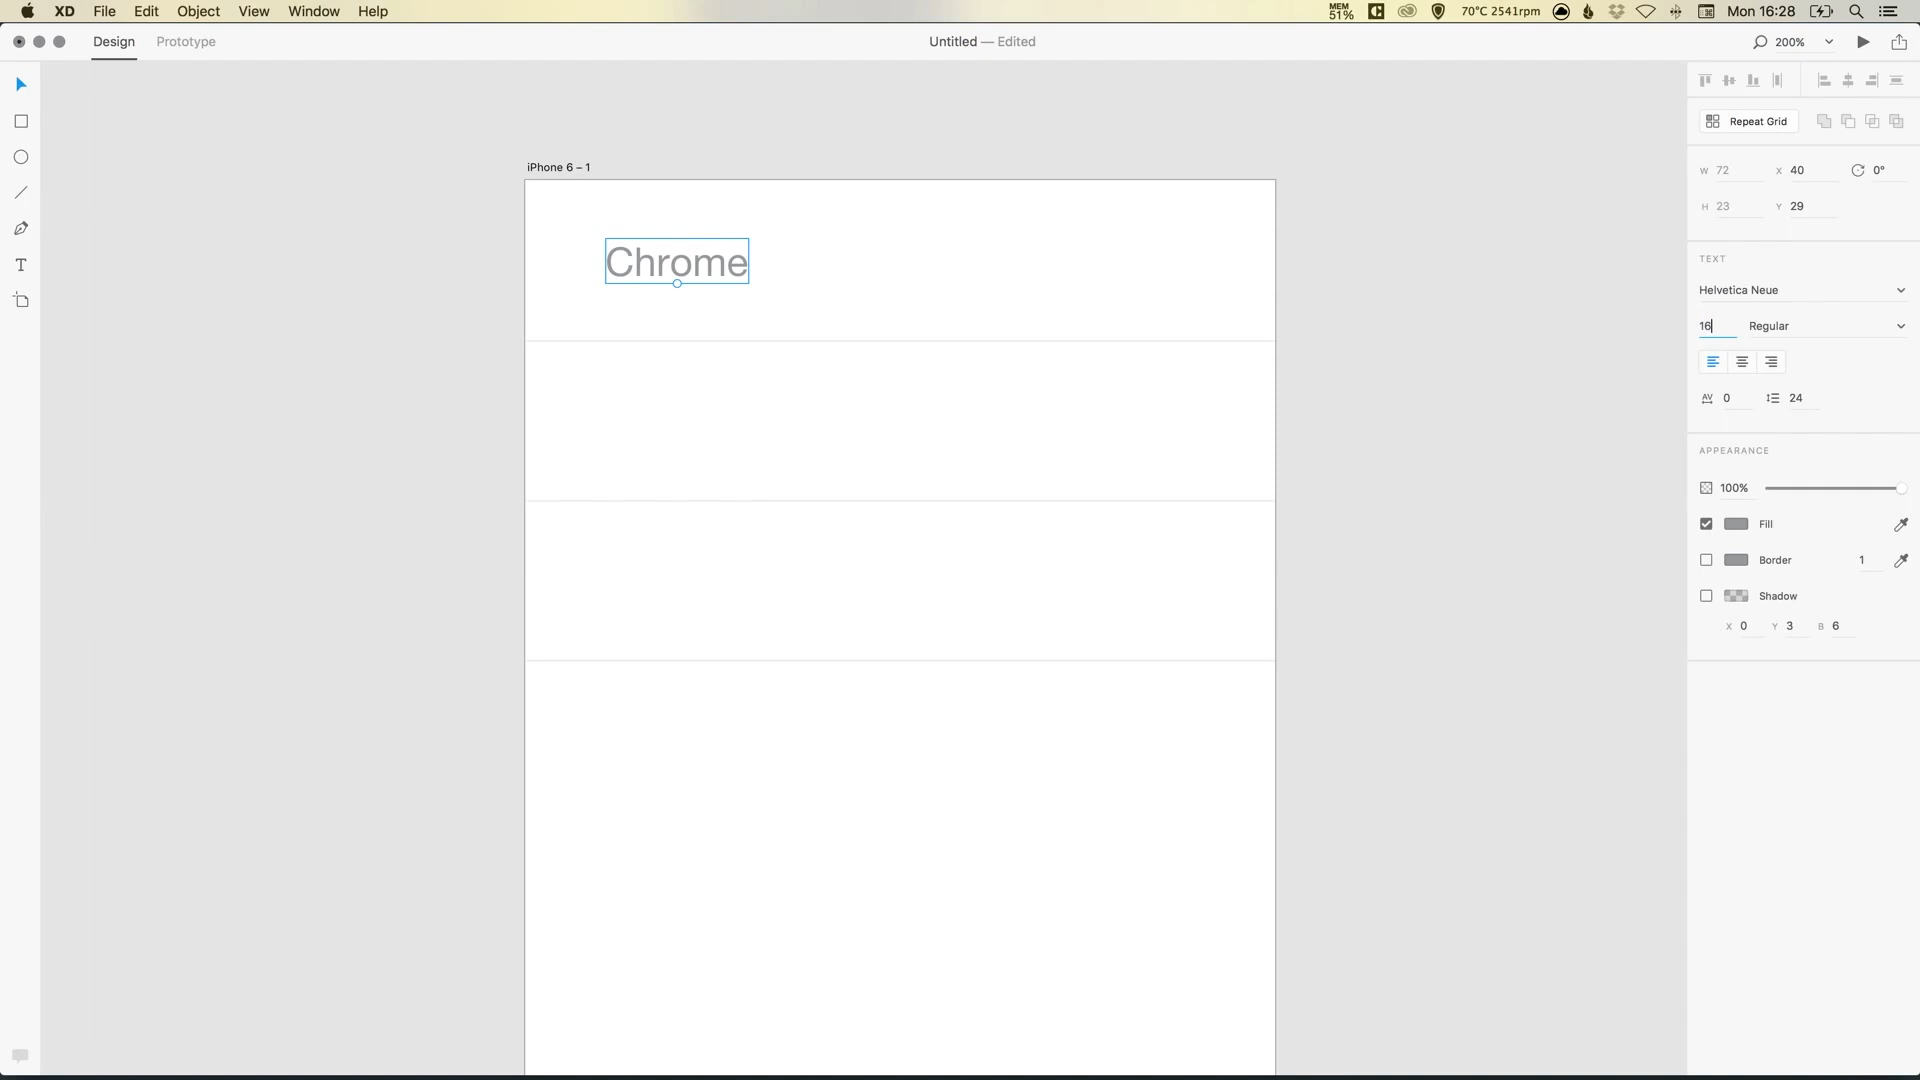 XD File Edit Object View Window Help MEM 51% 70°C 2541rpm Mon 16:28
Design Prototype Untitled — Edited 200%
Repeat Grid
iPhone 6 – 1
W 72 X 40 0°
H 23 Y 29
Chrome
TEXT
Helvetica Neue
16 Regular
AV 0 24
APPEARANCE
100%
Fill
Border 1
Shadow
X 0 Y 3 B 6
T